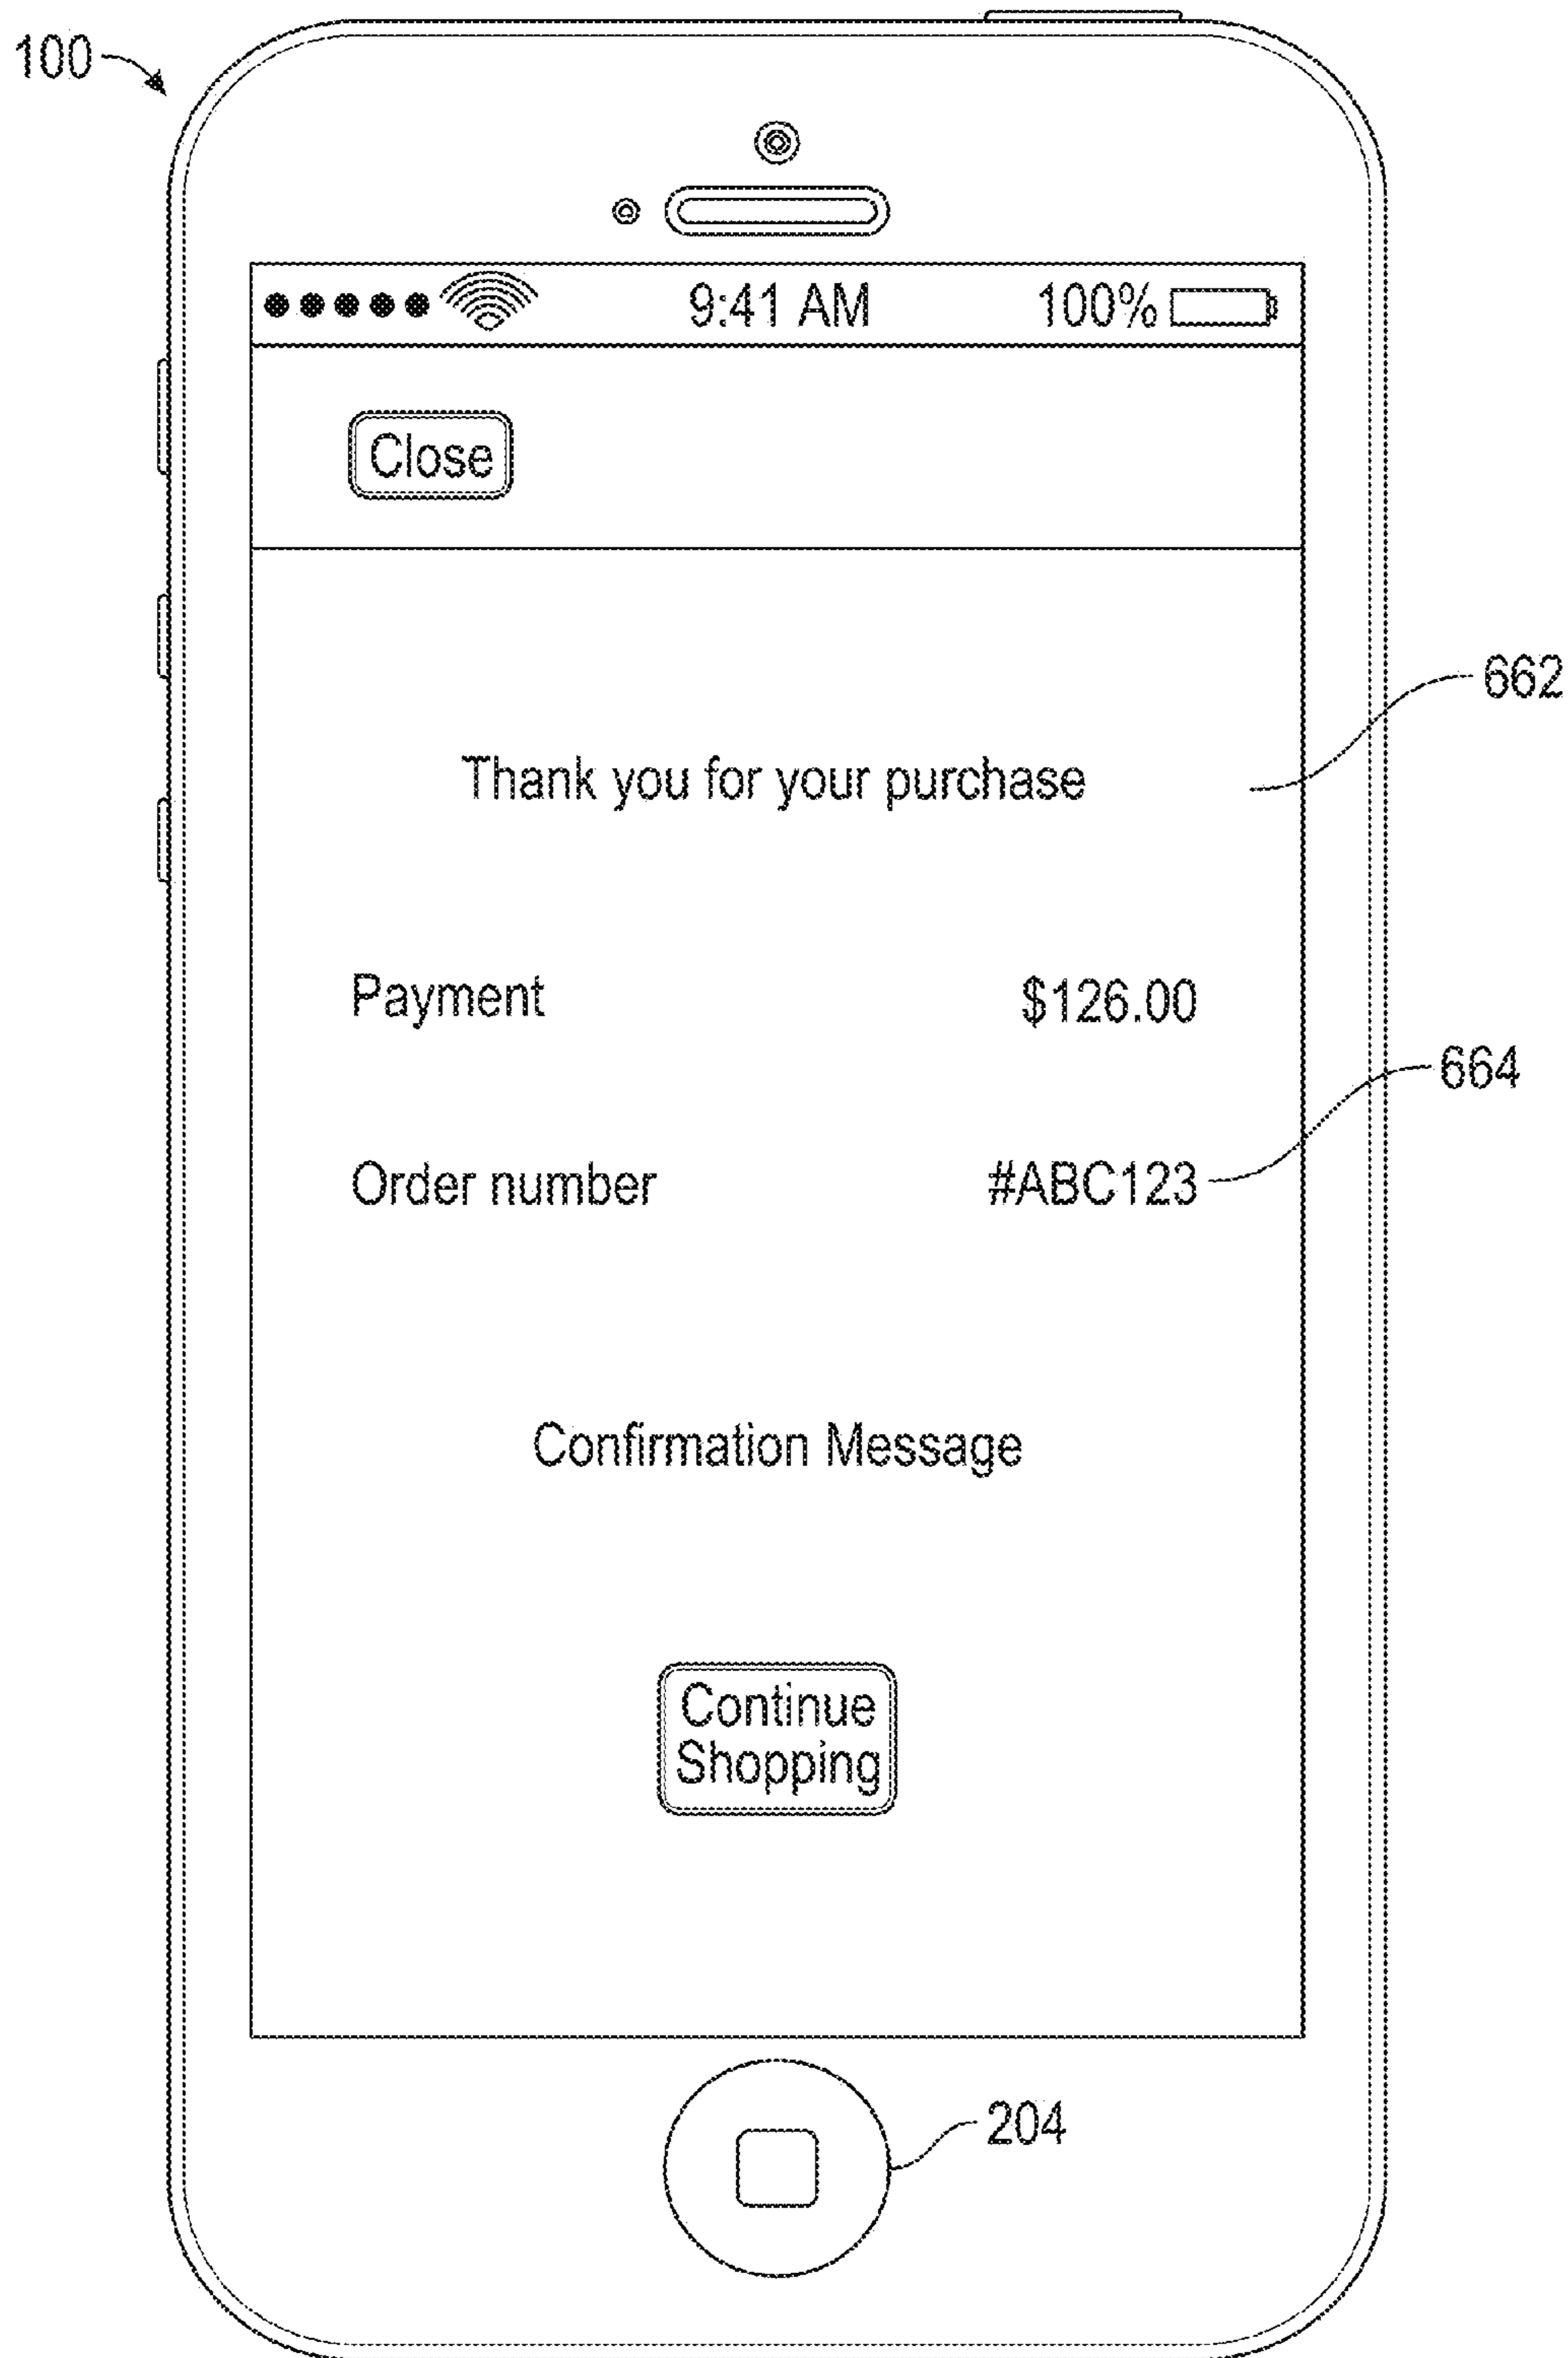 100
9:41 AM 100%
Close
662
Thank you for your purchase
Payment $126.00
664
Order number #ABC123
Confirmation Message
Continue
Shopping
204